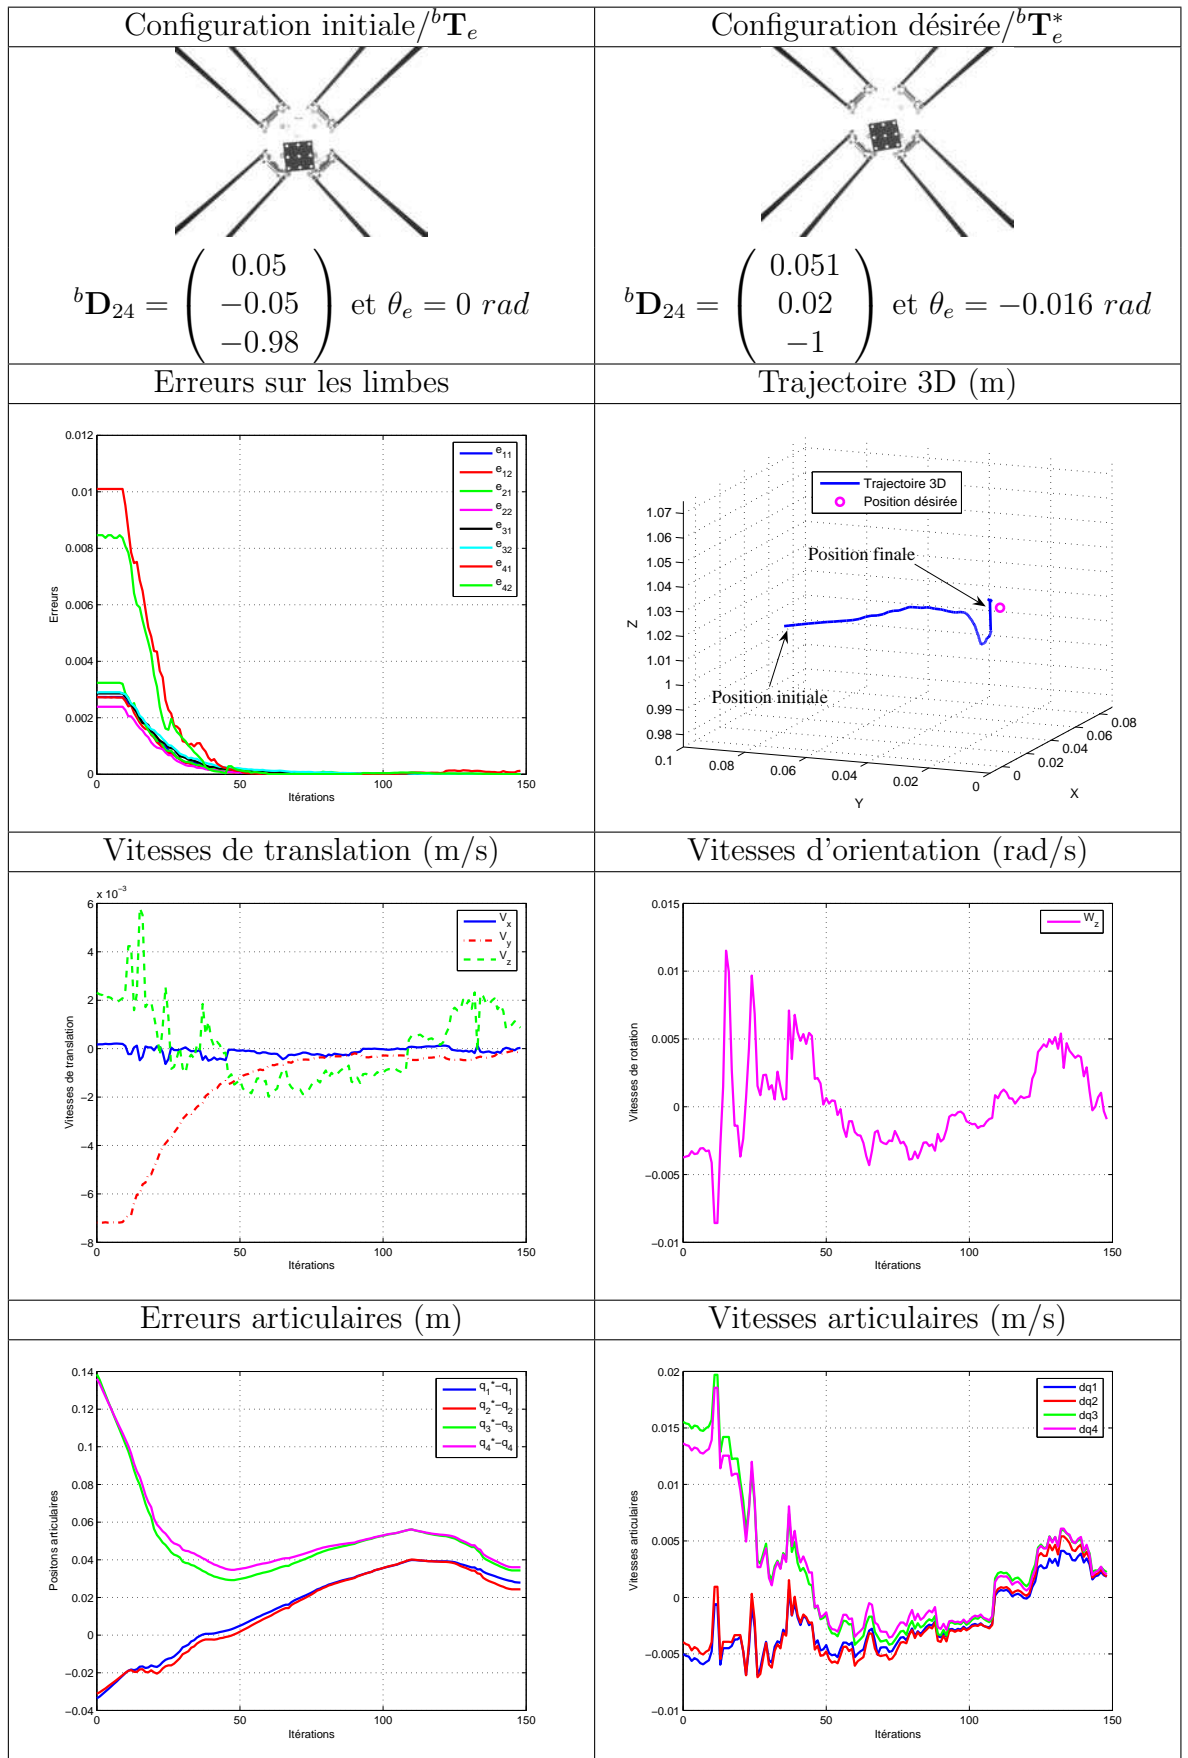 Configuration initiale/ᵇTₑ
Configuration désirée/ᵇTₑ*
ᵇD₂₄ = ( 0.05 −0.05 −0.98 ) et θₑ = 0 rad
ᵇD₂₄ = ( 0.051 0.02 −1 ) et θₑ = −0.016 rad
Erreurs sur les limbes
Trajectoire 3D (m)
0.012
0.01
0.008
0.006
0.004
0.002
0
Erreurs
e₁₁
e₁₂
e₂₁
e₂₂
e₃₁
e₃₂
e₄₁
e₄₂
0 50 100 150
Itérations
Trajectoire 3D
Position désirée
Position finale
Position initiale
1.07
1.06
1.05
1.04
1.03
1.02
1.01
1
0.99
0.98
Z
0.1 0.08 0.06 0.04 0.02 0
Y
0 0.02 0.04 0.06 0.08
X
Vitesses de translation (m/s)
Vitesses d'orientation (rad/s)
x 10⁻³
6
4
2
0
−2
−4
−6
−8
Vitesses de translation
Vₓ
V_y
V_z
0 50 100 150
Itérations
0.015
0.01
0.005
0
−0.005
−0.01
Vitesses de rotation
W_z
0 50 100 150
Itérations
Erreurs articulaires (m)
Vitesses articulaires (m/s)
0.14
0.12
0.1
0.08
0.06
0.04
0.02
0
−0.02
−0.04
Positons articulaires
q₁*−q₁
q₂*−q₂
q₃*−q₃
q₄*−q₄
0 50 100 150
Itérations
0.02
0.015
0.01
0.005
0
−0.005
−0.01
Vitesses articulaires
dq1
dq2
dq3
dq4
0 50 100 150
Itérations